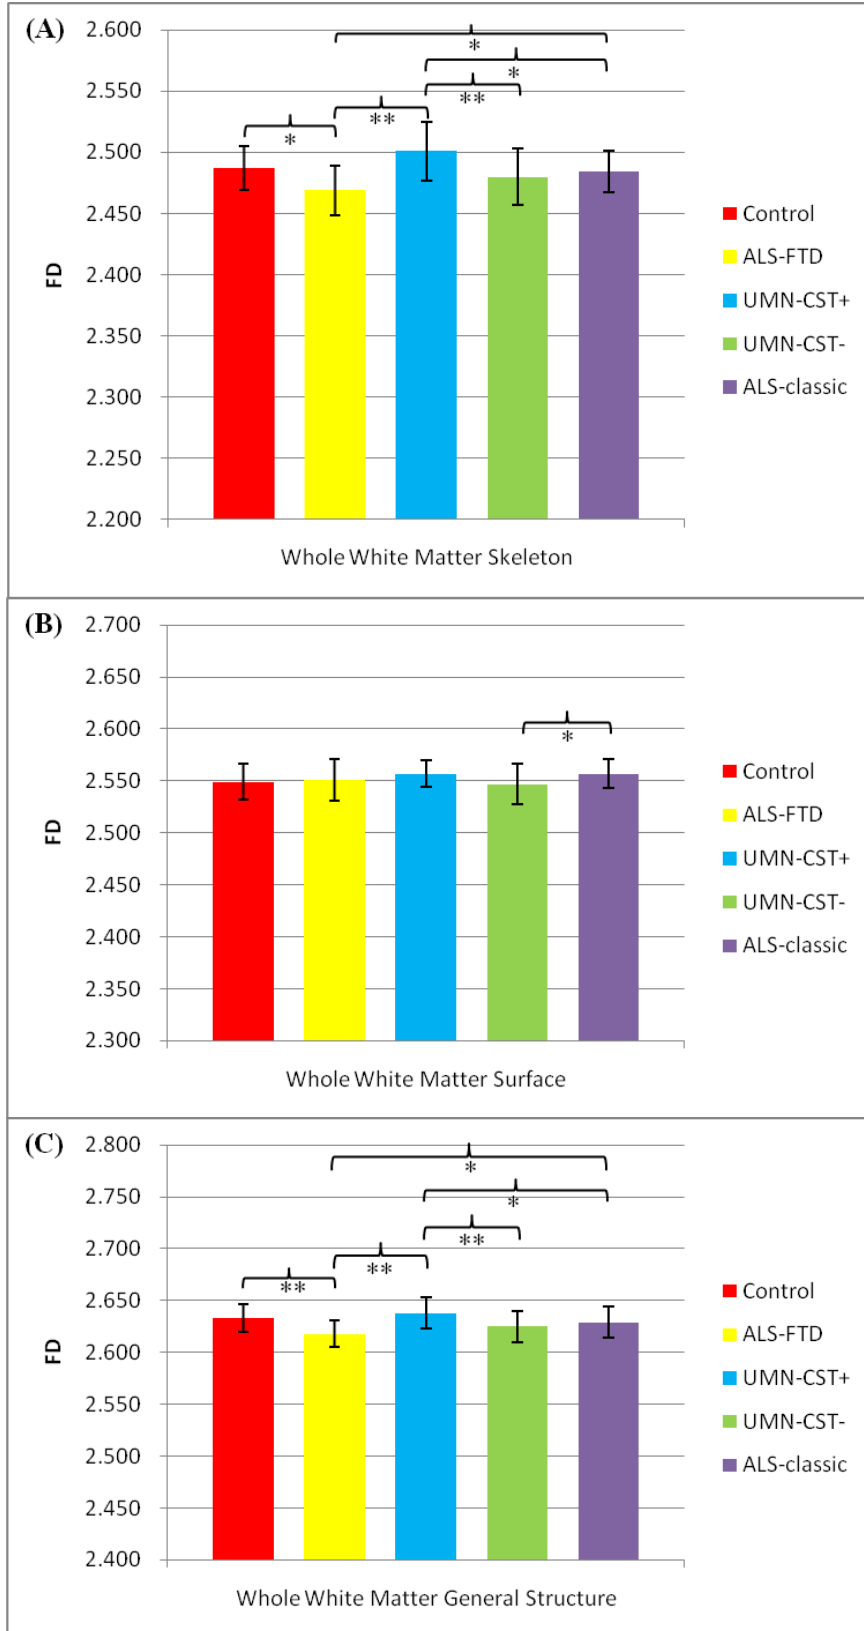 (A)
2.600
2.550
2.500
2.450
2.400
2.350
2.300
2.250
2.200
FD
*
*
**
**
*
Whole White Matter Skeleton
Control
ALS-FTD
UMN-CST+
UMN-CST-
ALS-classic
(B)
2.700
2.650
2.600
2.550
2.500
2.450
2.400
2.350
2.300
FD
*
Whole White Matter Surface
Control
ALS-FTD
UMN-CST+
UMN-CST-
ALS-classic
(C)
2.800
2.750
2.700
2.650
2.600
2.550
2.500
2.450
2.400
FD
*
*
**
**
**
Whole White Matter General Structure
Control
ALS-FTD
UMN-CST+
UMN-CST-
ALS-classic